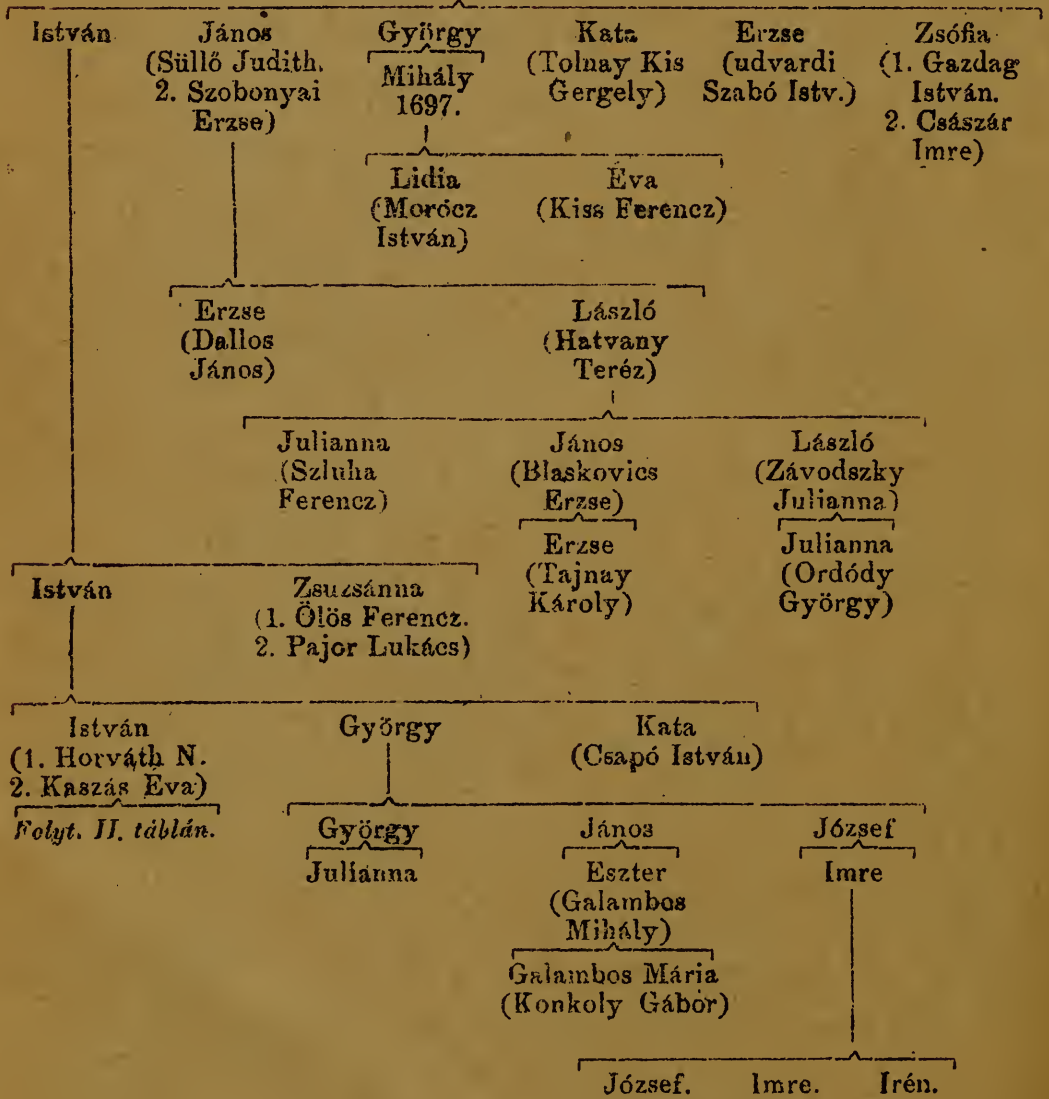 István János György Kata Erzse Zsófia
(Süllő Judith. Mihály (Tolnay Kis (udvardi (1. Gazdag
2. Szobonyai 1697. Gergely) Szabó Istv.) István.
Erzse) 2. Császár
Imre)
Lidia Éva
(Morócz (Kiss Ferencz)
István)
Erzse László
(Dallos (Hatvany
János) Teréz)
Julianna János László
(Szluha (Blaskovics (Závodszky
Ferencz) Erzse) Julianna)
Erzse Julianna
(Tajnay (Ordódy
Károly) György)
István Zsuzsánna
(1. Ölös Ferencz.
2. Pajor Lukács)
István György Kata
(1. Horváth N. (Csapó István)
2. Kaszás Éva)
Folyt. II. táblán.
György János József
Juliánna Eszter Imre
(Galambos
Mihály)
Galambos Mária
(Konkoly Gábor)
József. Imre. Irén.